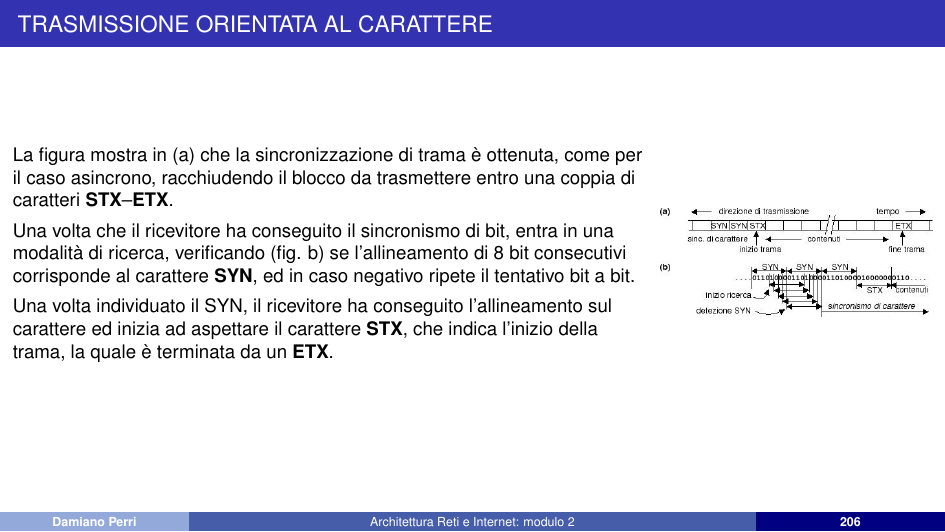 TRASMISSIONE ORIENTATA AL CARATTERE
La figura mostra in (a) che la sincronizzazione di trama è ottenuta, come per
il caso asincrono, racchiudendo il blocco da trasmettere entro una coppia di
caratteri STX–ETX.
Una volta che il ricevitore ha conseguito il sincronismo di bit, entra in una
modalità di ricerca, verificando (fig. b) se l'allineamento di 8 bit consecutivi
corrisponde al carattere SYN, ed in caso negativo ripete il tentativo bit a bit.
Una volta individuato il SYN, il ricevitore ha conseguito l'allineamento sul
carattere ed inizia ad aspettare il carattere STX, che indica l'inizio della
trama, la quale è terminata da un ETX.
(a) direzione di trasmissione tempo
SYN SYN STX ETX
sinc. di carattere contenuti
inizio trama fine trama
(b) SYN SYN SYN
STX contenuti
inizio ricerca
sincronismo di carattere
detezione SYN
Damiano Perri Architettura Reti e Internet: modulo 2 206